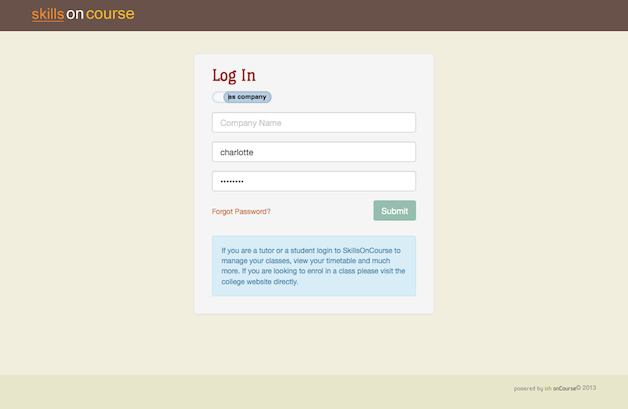 skills on course
Log In
as company
Company Name
charlotte
••••••••
Forgot Password?
Submit
If you are a tutor or a student login to SkillsOnCourse to
manage your classes, view your timetable and much
more. If you are looking to enrol in a class please visit the
college website directly.
powered by ish onCourse© 2013